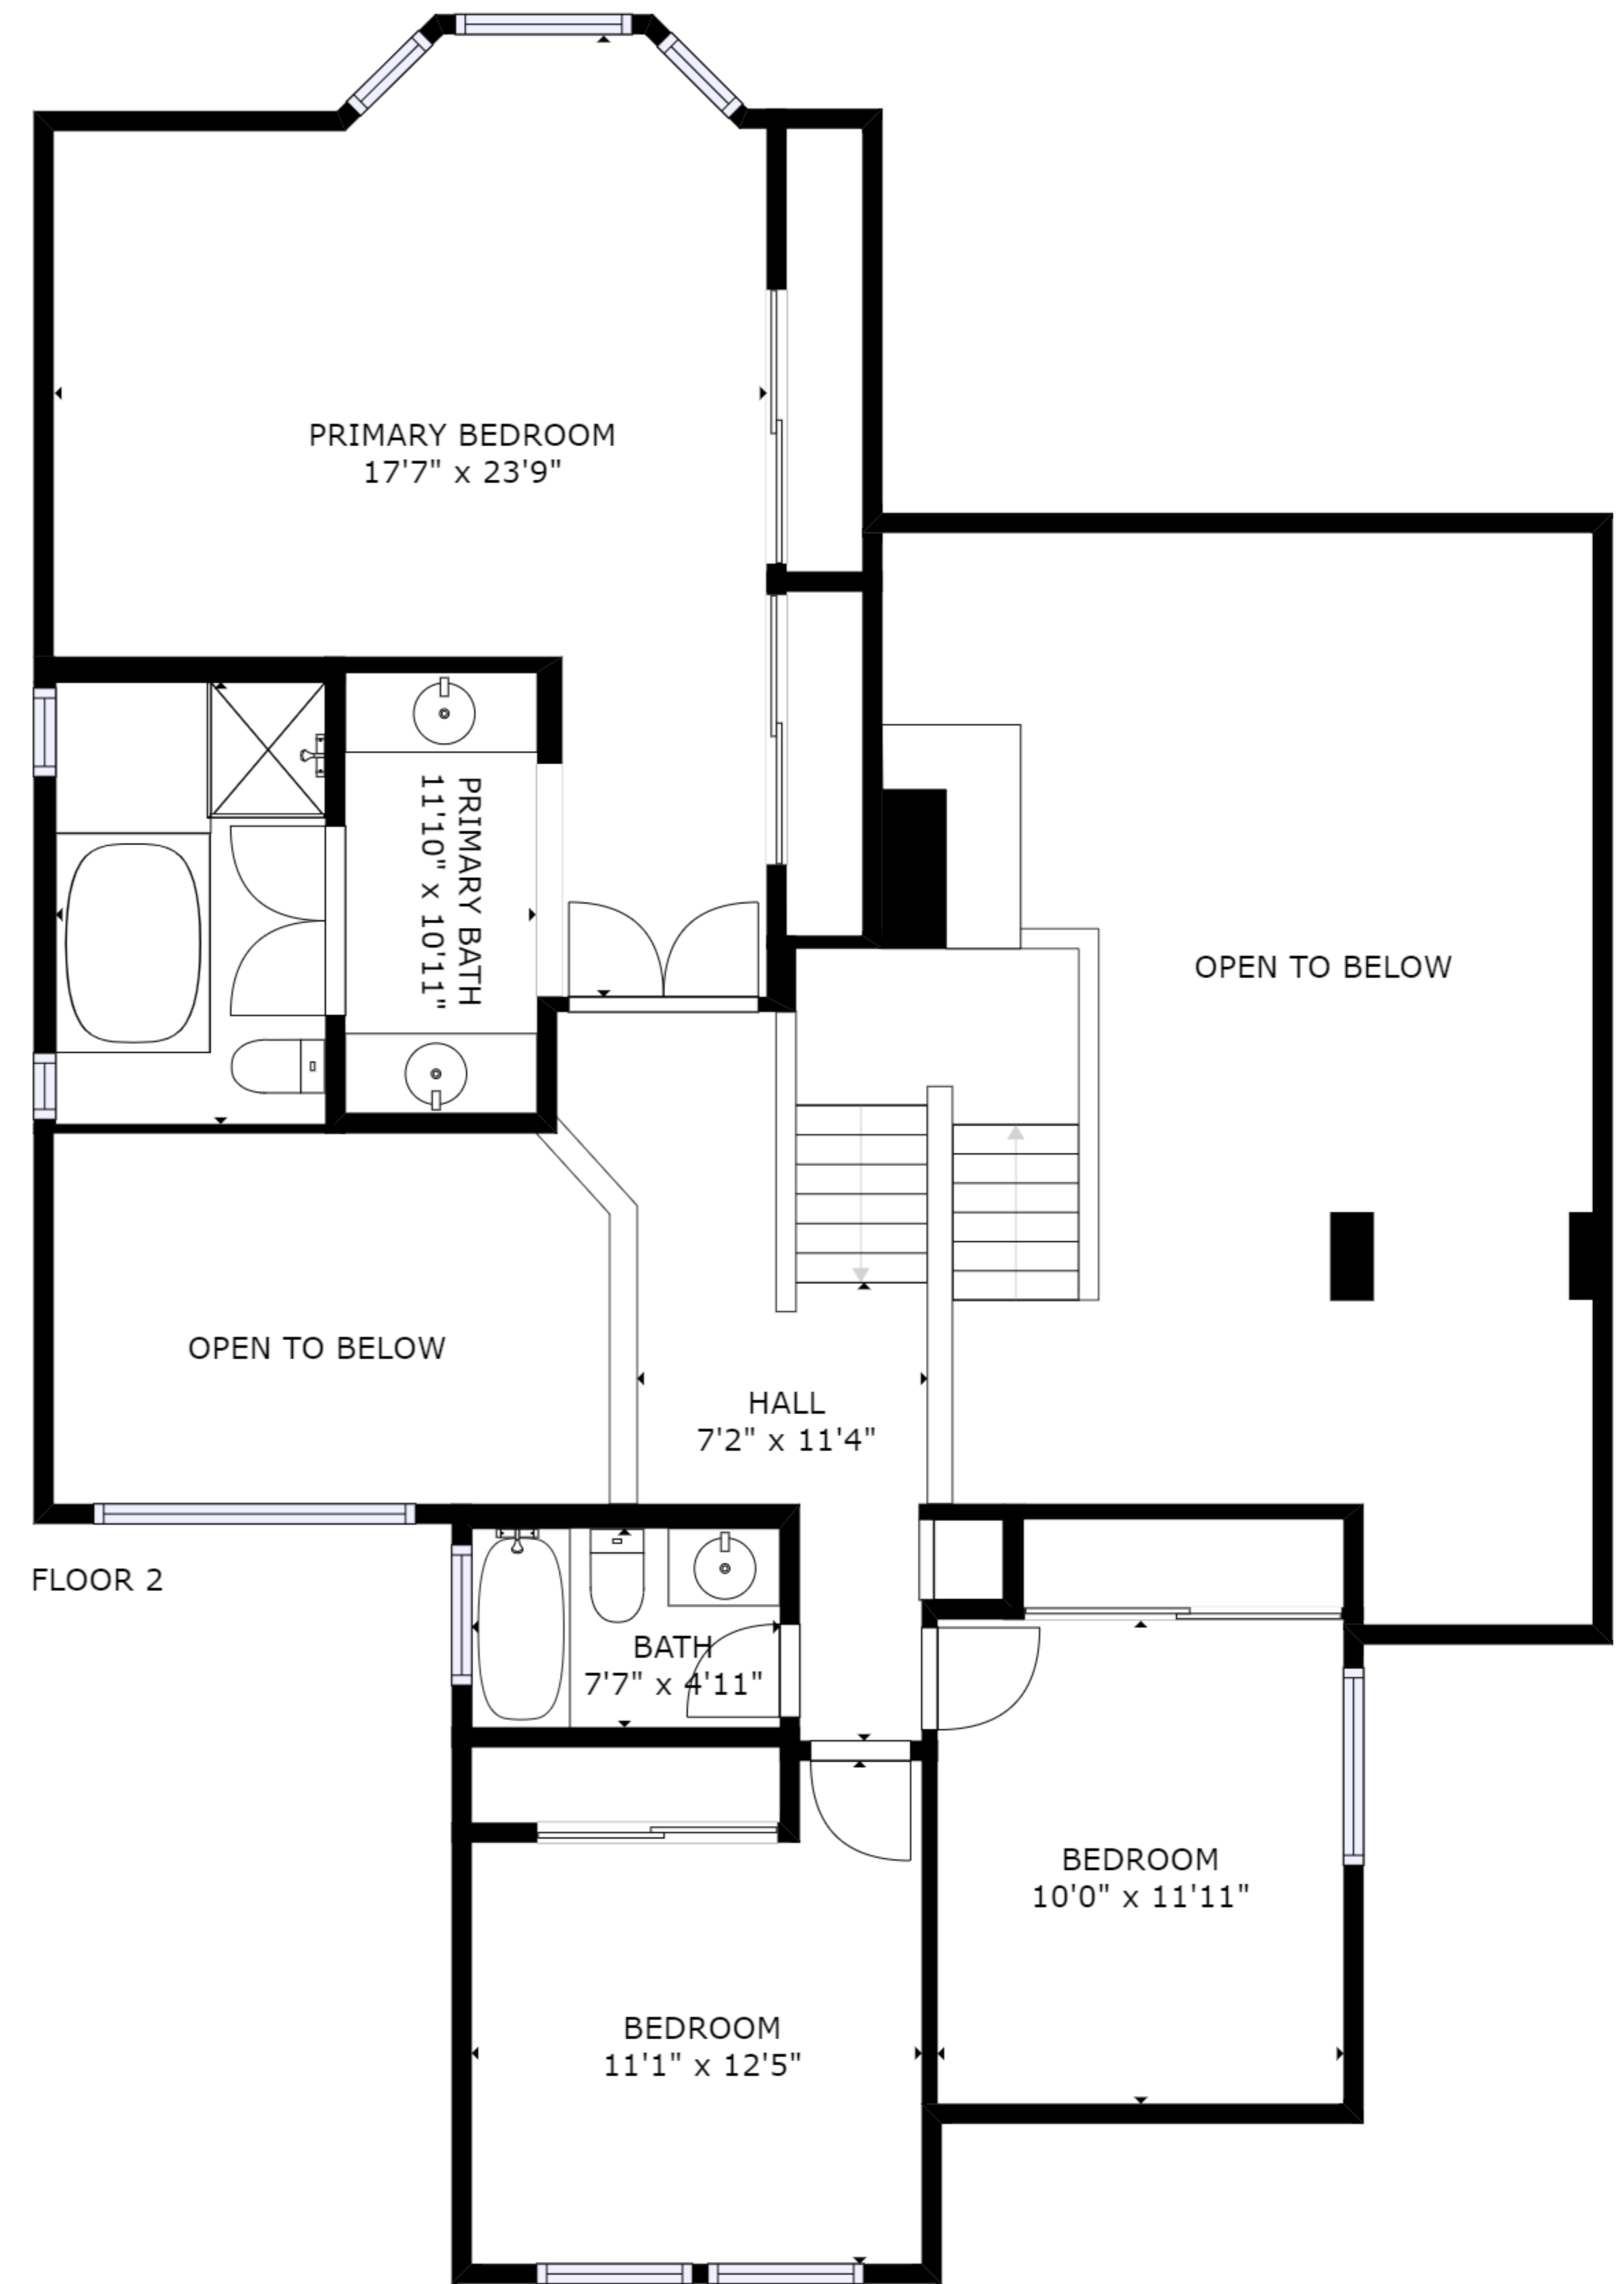 PRIMARY BEDROOM
17'7" x 23'9"
PRIMARY BATH
11'10" x 10'11"
OPEN TO BELOW
OPEN TO BELOW
HALL
7'2" x 11'4"
FLOOR 2
BATH
7'7" x 4'11"
BEDROOM
10'0" x 11'11"
BEDROOM
11'1" x 12'5"